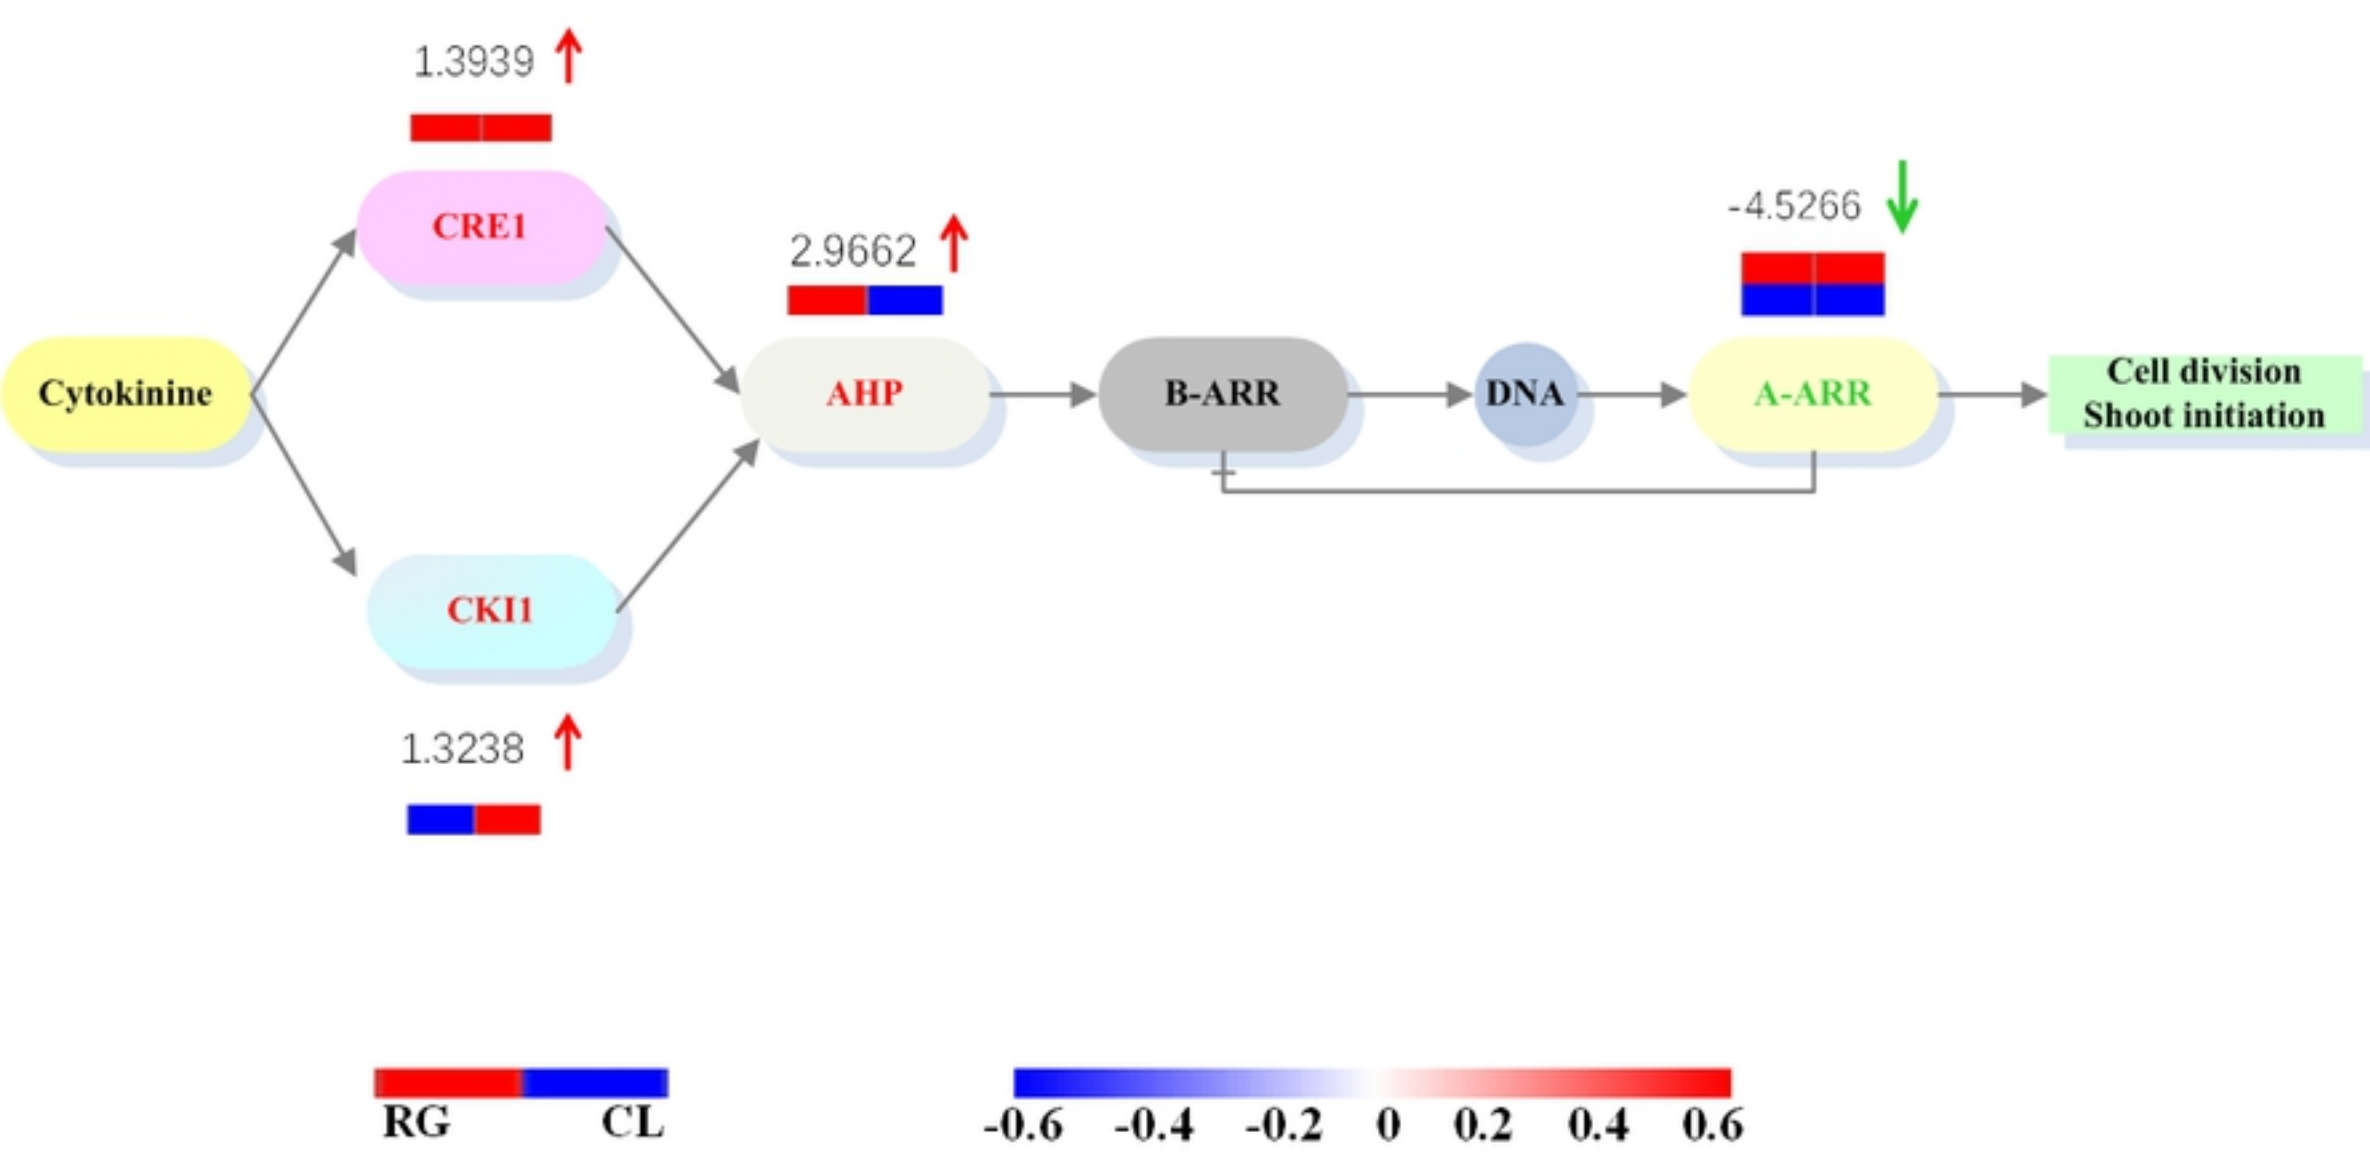 1.3939
CRE1
2.9662
-4.5266
Cytokinine
AHP
B-ARR
DNA
A-ARR
Cell division
Shoot initiation
CKI1
1.3238
RG CL
-0.6 -0.4 -0.2 0 0.2 0.4 0.6